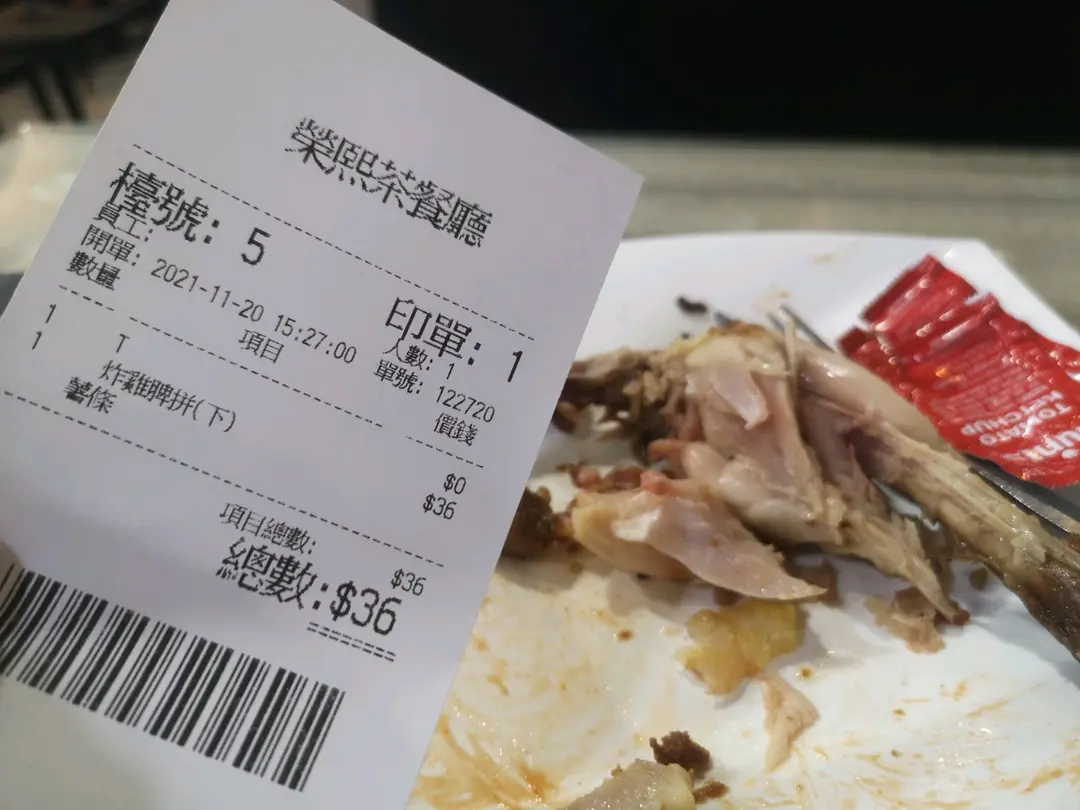 榮熙茶餐廳
檯號: 5
印單: 1
員工:
人數: 1
開單: 2021-11-20 15:27:00
單號: 122720
數量 項目 價錢
1 T $0
1 炸雞脾拼(下) $36
薯條
項目總數: $36
總數:$36
TOMATO
KETCHUP